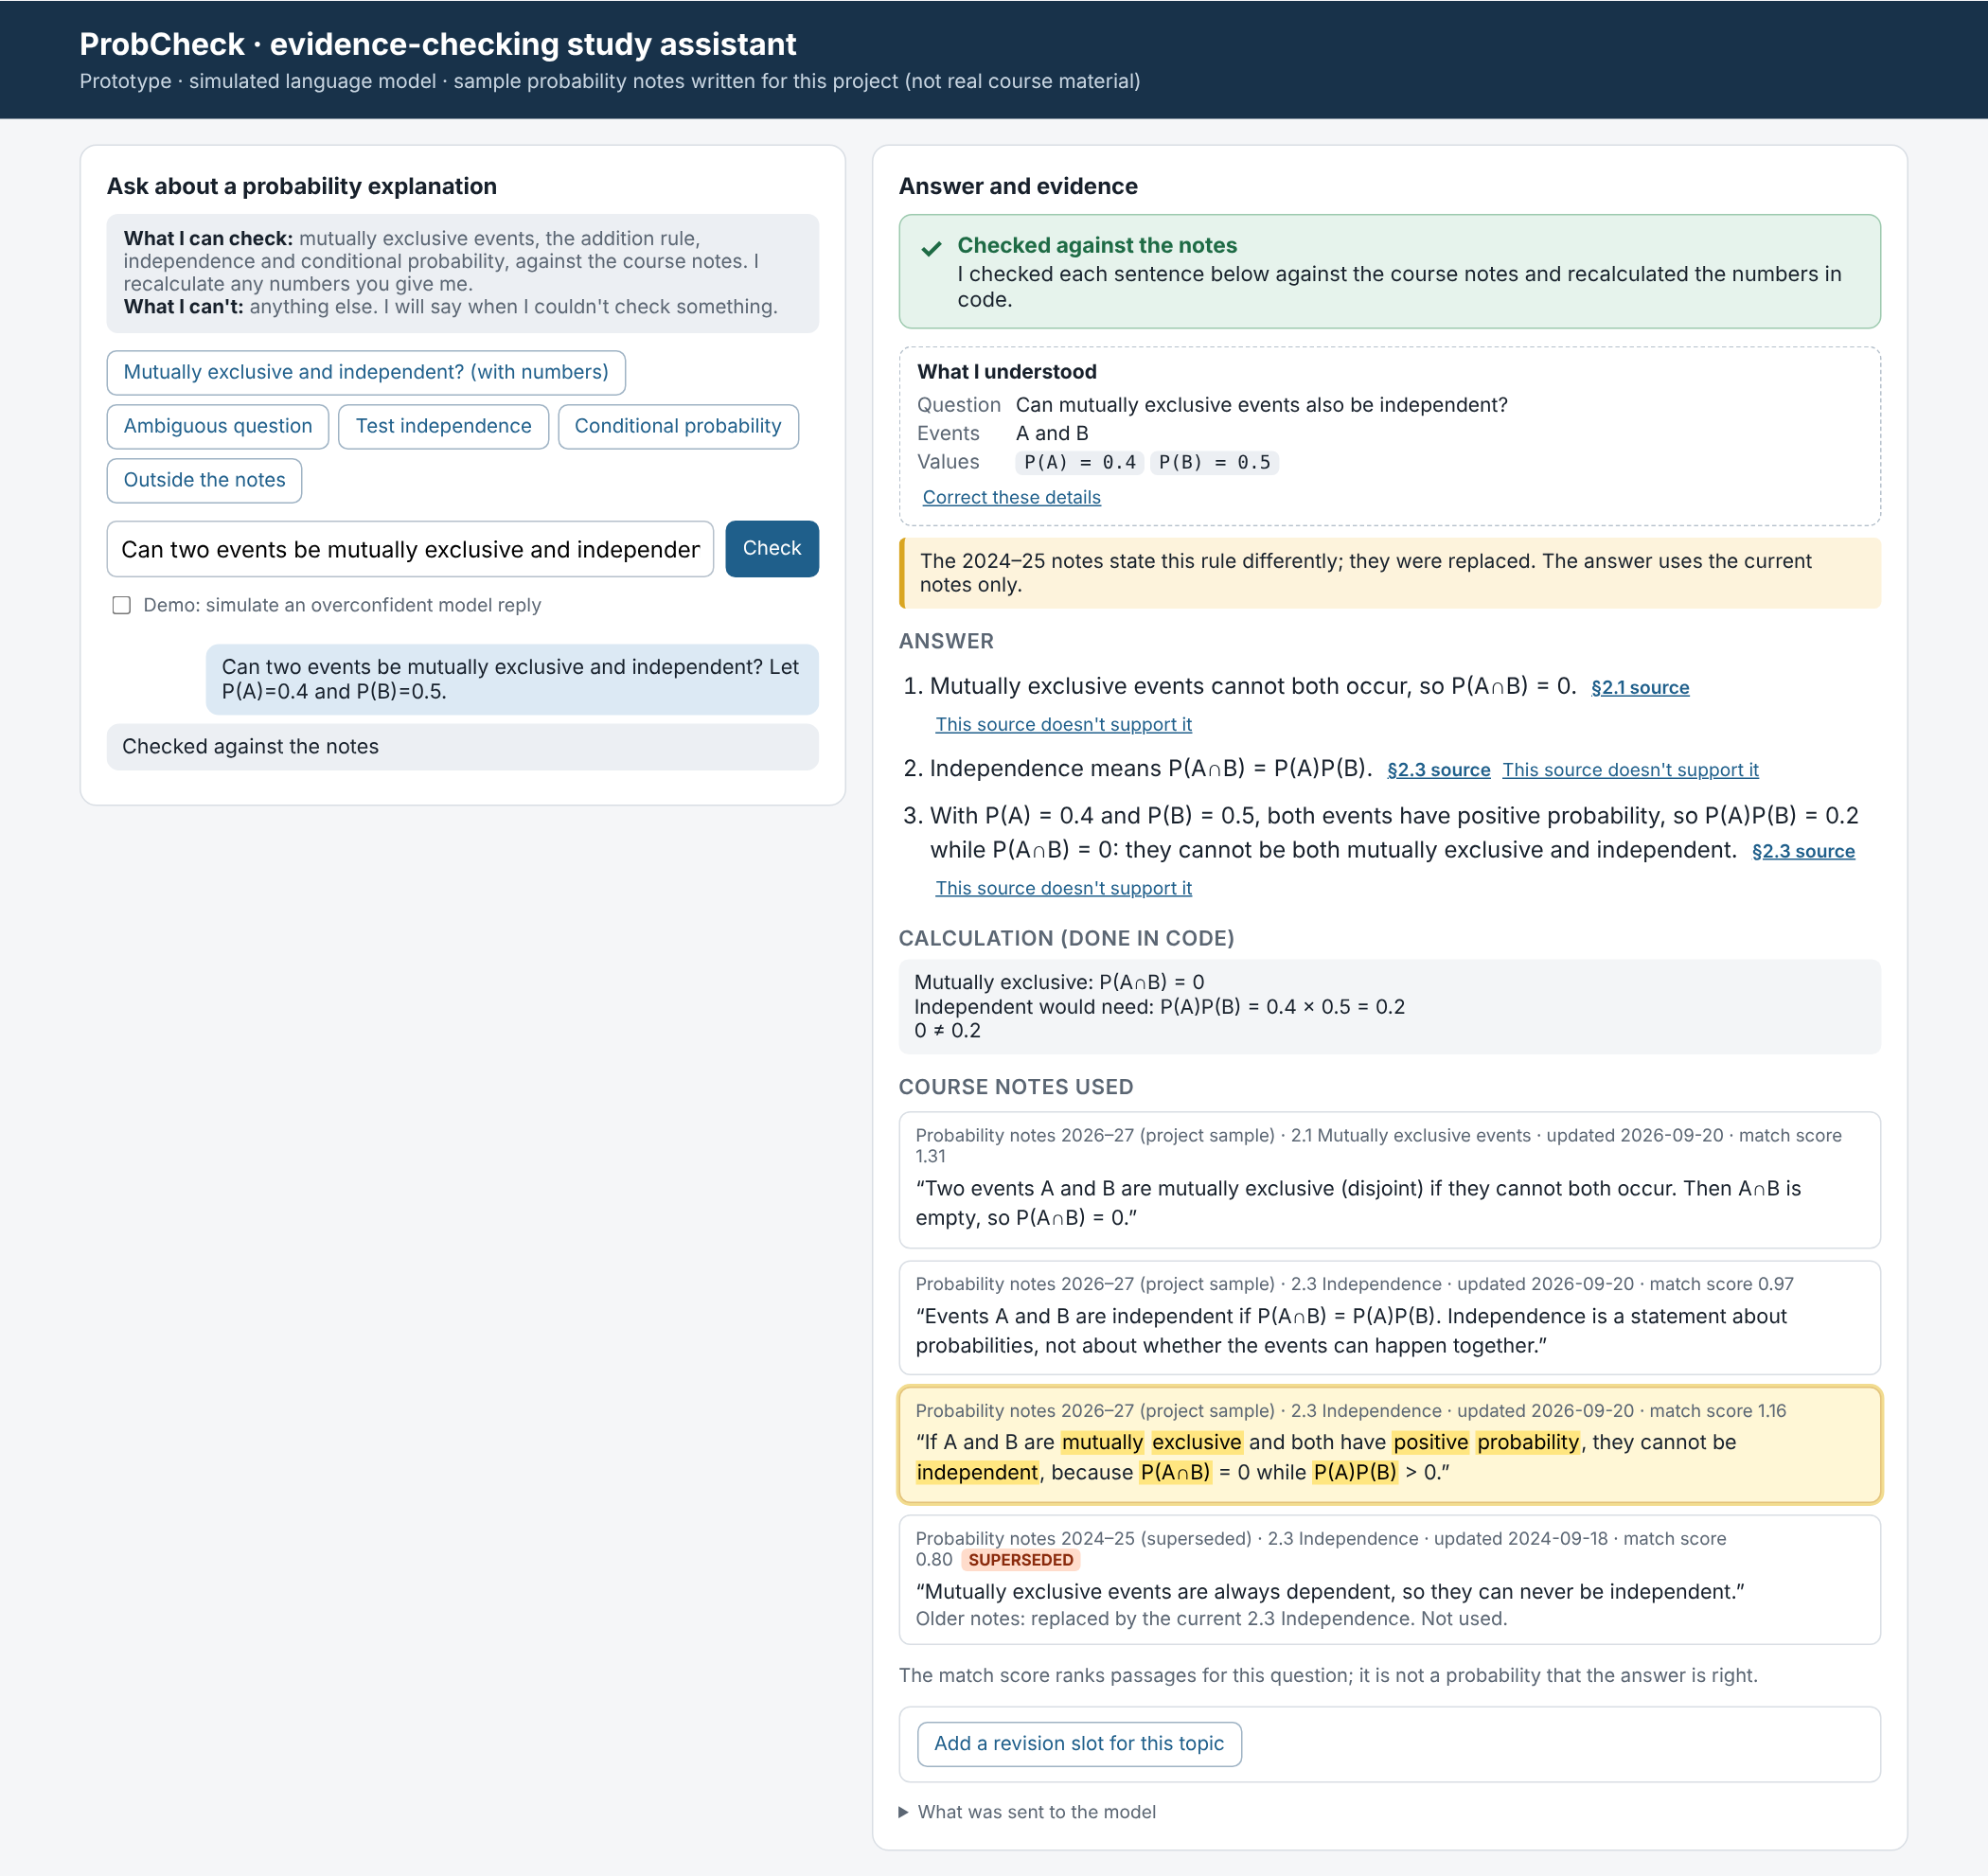 ProbCheck · evidence-checking study assistant
Prototype · simulated language model · sample probability notes written for this project (not real course material)
Ask about a probability explanation
What I can check: mutually exclusive events, the addition rule,
independence and conditional probability, against the course notes. I
recalculate any numbers you give me.
What I can't: anything else. I will say when I couldn't check something.
Mutually exclusive and independent? (with numbers)
Ambiguous question
Test independence
Conditional probability
Outside the notes
Can two events be mutually exclusive and independer
Check
Demo: simulate an overconfident model reply
Can two events be mutually exclusive and independent? Let
P(A)=0.4 and P(B)=0.5.
Checked against the notes
Answer and evidence
✓ Checked against the notes
I checked each sentence below against the course notes and recalculated the numbers in
code.
What I understood
Question Can mutually exclusive events also be independent?
Events A and B
Values P(A) = 0.4 P(B) = 0.5
Correct these details
The 2024–25 notes state this rule differently; they were replaced. The answer uses the current
notes only.
ANSWER
1. Mutually exclusive events cannot both occur, so P(A∩B) = 0. §2.1 source
This source doesn't support it
2. Independence means P(A∩B) = P(A)P(B). §2.3 source This source doesn't support it
3. With P(A) = 0.4 and P(B) = 0.5, both events have positive probability, so P(A)P(B) = 0.2
while P(A∩B) = 0: they cannot be both mutually exclusive and independent. §2.3 source
This source doesn't support it
CALCULATION (DONE IN CODE)
Mutually exclusive: P(A∩B) = 0
Independent would need: P(A)P(B) = 0.4 × 0.5 = 0.2
0 ≠ 0.2
COURSE NOTES USED
Probability notes 2026–27 (project sample) · 2.1 Mutually exclusive events · updated 2026-09-20 · match score
1.31
“Two events A and B are mutually exclusive (disjoint) if they cannot both occur. Then A∩B is
empty, so P(A∩B) = 0.”
Probability notes 2026–27 (project sample) · 2.3 Independence · updated 2026-09-20 · match score 0.97
“Events A and B are independent if P(A∩B) = P(A)P(B). Independence is a statement about
probabilities, not about whether the events can happen together.”
Probability notes 2026–27 (project sample) · 2.3 Independence · updated 2026-09-20 · match score 1.16
“If A and B are mutually exclusive and both have positive probability, they cannot be
independent, because P(A∩B) = 0 while P(A)P(B) > 0.”
Probability notes 2024–25 (superseded) · 2.3 Independence · updated 2024-09-18 · match score
0.80 SUPERSEDED
“Mutually exclusive events are always dependent, so they can never be independent.”
Older notes: replaced by the current 2.3 Independence. Not used.
The match score ranks passages for this question; it is not a probability that the answer is right.
Add a revision slot for this topic
▶ What was sent to the model